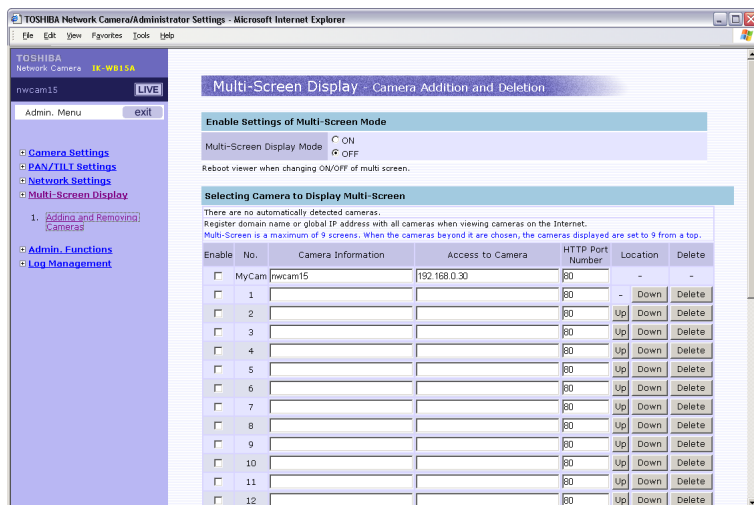 TOSHIBA Network Camera/Administrator Settings - Microsoft Internet Explorer
File Edit View Favorites Tools Help
TOSHIBA
Network Camera IK-WB15A
nwcam15 LIVE
Admin. Menu exit
Camera Settings
PAN/TILT Settings
Network Settings
Multi-Screen Display
1. Adding and Removing
Cameras
Admin. Functions
Log Management
Multi-Screen Display - Camera Addition and Deletion
Enable Settings of Multi-Screen Mode
Multi-Screen Display Mode ON
OFF
Reboot viewer when changing ON/OFF of multi screen.
Selecting Camera to Display Multi-Screen
There are no automatically detected cameras.
Register domain name or global IP address with all cameras when viewing cameras on the Internet.
Multi-Screen is a maximum of 9 screens. When the cameras beyond it are chosen, the cameras displayed are set to 9 from a top.
Enable No. Camera Information Access to Camera HTTP Port Number Location Delete
MyCam nwcam15 192.168.0.30 80 - -
1 80 - Down Delete
2 80 Up Down Delete
3 80 Up Down Delete
4 80 Up Down Delete
5 80 Up Down Delete
6 80 Up Down Delete
7 80 Up Down Delete
8 80 Up Down Delete
9 80 Up Down Delete
10 80 Up Down Delete
11 80 Up Down Delete
12 80 Up Down Delete